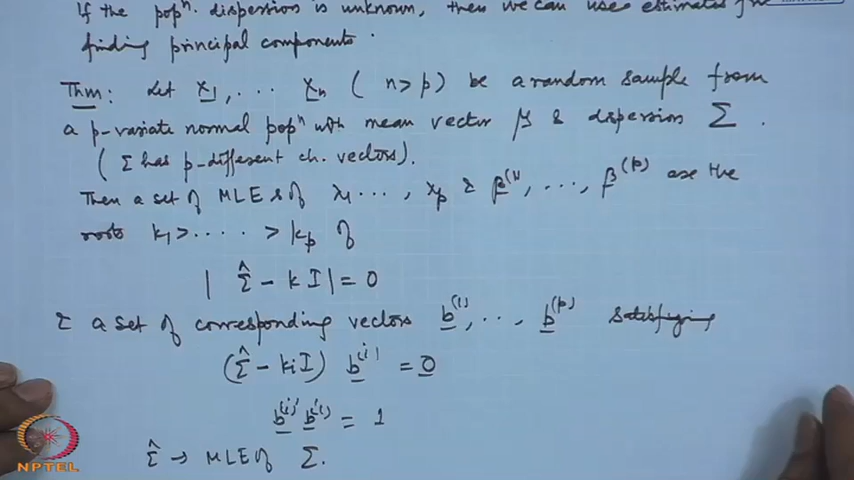 If the popⁿ. dispersion is unknown, then we can use estimates for
finding principal components.
Thm: Let x₁, ... xₙ (n>p) be a random sample from
a p-variate normal popⁿ with mean vector μ & dispersion Σ.
(Σ has p-different ch. vectors).
Then a set of MLEs of λ₁ ..., λp & β⁽¹⁾, ..., β⁽ᵖ⁾ are the
roots k₁ > ..... > kp of
| Σ̂ - k I | = 0
& a set of corresponding vectors b⁽¹⁾, ..., b⁽ᵖ⁾ satisfying
(Σ̂ - kᵢ I) b⁽ⁱ⁾ = 0
b⁽ⁱ⁾' b⁽ⁱ⁾ = 1
Σ̂ → MLE of Σ.
NPTEL